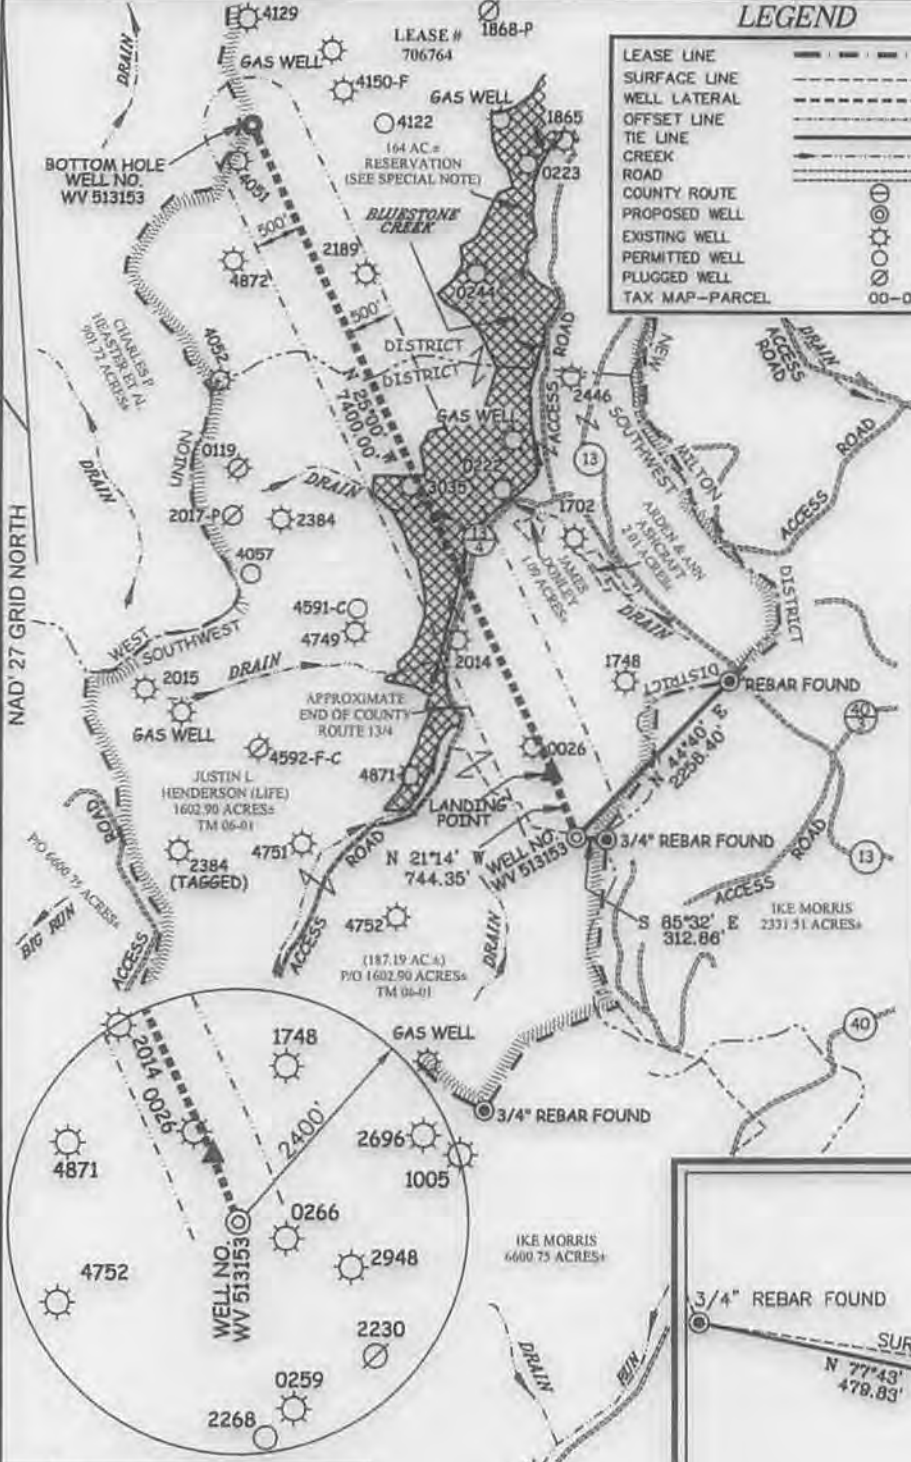 LEGEND
LEASE LINE
SURFACE LINE
WELL LATERAL
OFFSET LINE
TIE LINE
CREEK
ROAD
COUNTY ROUTE
PROPOSED WELL
EXISTING WELL
PERMITTED WELL
PLUGGED WELL
TAX MAP-PARCEL 00-0
4129
1868-P
LEASE #
706764
DRAIN
GAS WELL
4150-F
GAS WELL
4122
1865
BOTTOM HOLE
WELL NO.
WV 513153
4051
164 AC.±
RESERVATION
(SEE SPECIAL NOTE)
0223
BLUESTONE
CREEK
500'
2189
4872
0244
500'
CHARLES P.
HEASTER ET AL
901.72 ACRES±
DISTRICT
DISTRICT
4052
N 25°00' W
7400.00'
ACCESS ROAD
NEW
MILTON
DISTRICT
SOUTHWEST
DRAIN
ACCESS
ROAD
2446
GAS WELL
ROAD
ACCESS
13
UNION
0119
DRAIN
DRAIN
0222
3035
1702
2017-P
2384
13
4
ARDEN & ANN
ASHCRAFT
2.01 ACRES±
JAMES
DONLEY
1.00 ACRES±
4057
4591-C
4749
DRAIN
NAD'27 GRID NORTH
WEST
SOUTHWEST
DRAIN
2014
1748
DISTRICT
REBAR FOUND
2015
GAS WELL
APPROXIMATE
END OF COUNTY
ROUTE 13/4
40
0026
N 44°40' E
2258.40'
4592-F-C
4871
JUSTIN L.
HENDERSON (LIFE)
1602.90 ACRES±
TM 06-01
LANDING
POINT
ROAD
P/O 6600.75 ACRES±
2384
(TAGGED)
4751
ROAD
N 21°14' W
744.35'
WELL NO.
WV 513153
3/4" REBAR FOUND
ROAD
13
ACCESS
BIG RUN
ACCESS
4752
ACCESS
DRAIN
S 85°32' E
312.86'
IKE MORRIS
2331.51 ACRES±
(187.19 AC.±)
P/O 1602.90 ACRES±
TM 06-01
40
GAS WELL
3/4" REBAR FOUND
1748
2014
0026
2400'
2696
4871
1005
0266
IKE MORRIS
6600.75 ACRES±
2948
4752
WELL NO.
WV 513153
2230
0259
2268
DRAIN
RUN
3/4" REBAR FOUND
SUR
N 77°43'
479.83'